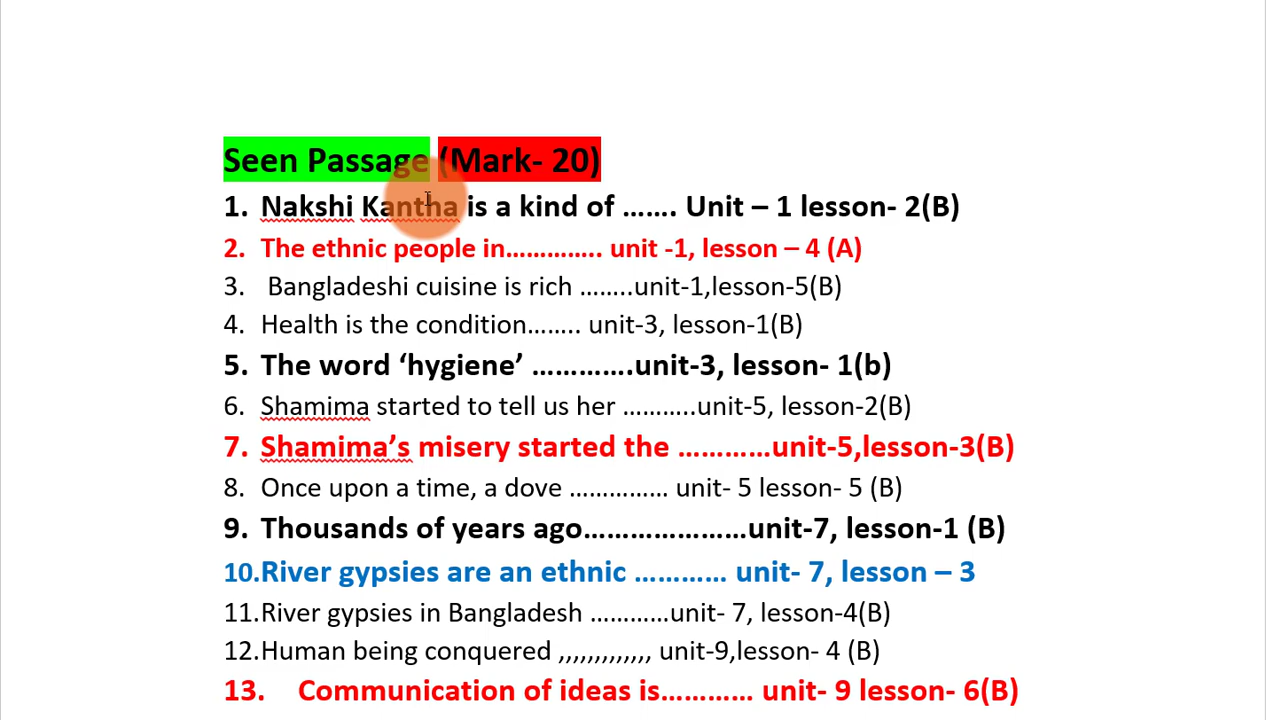 Seen Passage (Mark- 20)
1. Nakshi Kantha is a kind of ……. Unit – 1 lesson- 2(B)
2. The ethnic people in………….. unit -1, lesson – 4 (A)
3. Bangladeshi cuisine is rich ……..unit-1,lesson-5(B)
4. Health is the condition…….. unit-3, lesson-1(B)
5. The word ‘hygiene’ ………….unit-3, lesson- 1(b)
6. Shamima started to tell us her ………..unit-5, lesson-2(B)
7. Shamima’s misery started the …………unit-5,lesson-3(B)
8. Once upon a time, a dove …………… unit- 5 lesson- 5 (B)
9. Thousands of years ago……………………unit-7, lesson-1 (B)
10.River gypsies are an ethnic ………… unit- 7, lesson – 3
11.River gypsies in Bangladesh …………unit- 7, lesson-4(B)
12.Human being conquered ,,,,,,,,,,,,, unit-9,lesson- 4 (B)
13. Communication of ideas is………… unit- 9 lesson- 6(B)